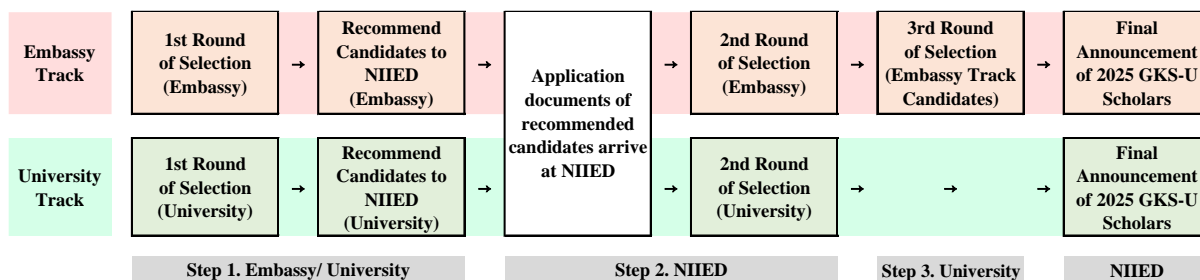 Embassy
Track
1st Round
of Selection
(Embassy)
→
Recommend
Candidates to
NIIED
(Embassy)
→
Application
documents of
recommended
candidates arrive
at NIIED
→
2nd Round
of Selection
(Embassy)
→
3rd Round
of Selection
(Embassy Track
Candidates)
→
Final
Announcement
of 2025 GKS-U
Scholars
University
Track
1st Round
of Selection
(University)
→
Recommend
Candidates to
NIIED
(University)
→
→
2nd Round
of Selection
(University)
→
→
→
Final
Announcement
of 2025 GKS-U
Scholars
Step 1. Embassy/ University
Step 2. NIIED
Step 3. University
NIIED